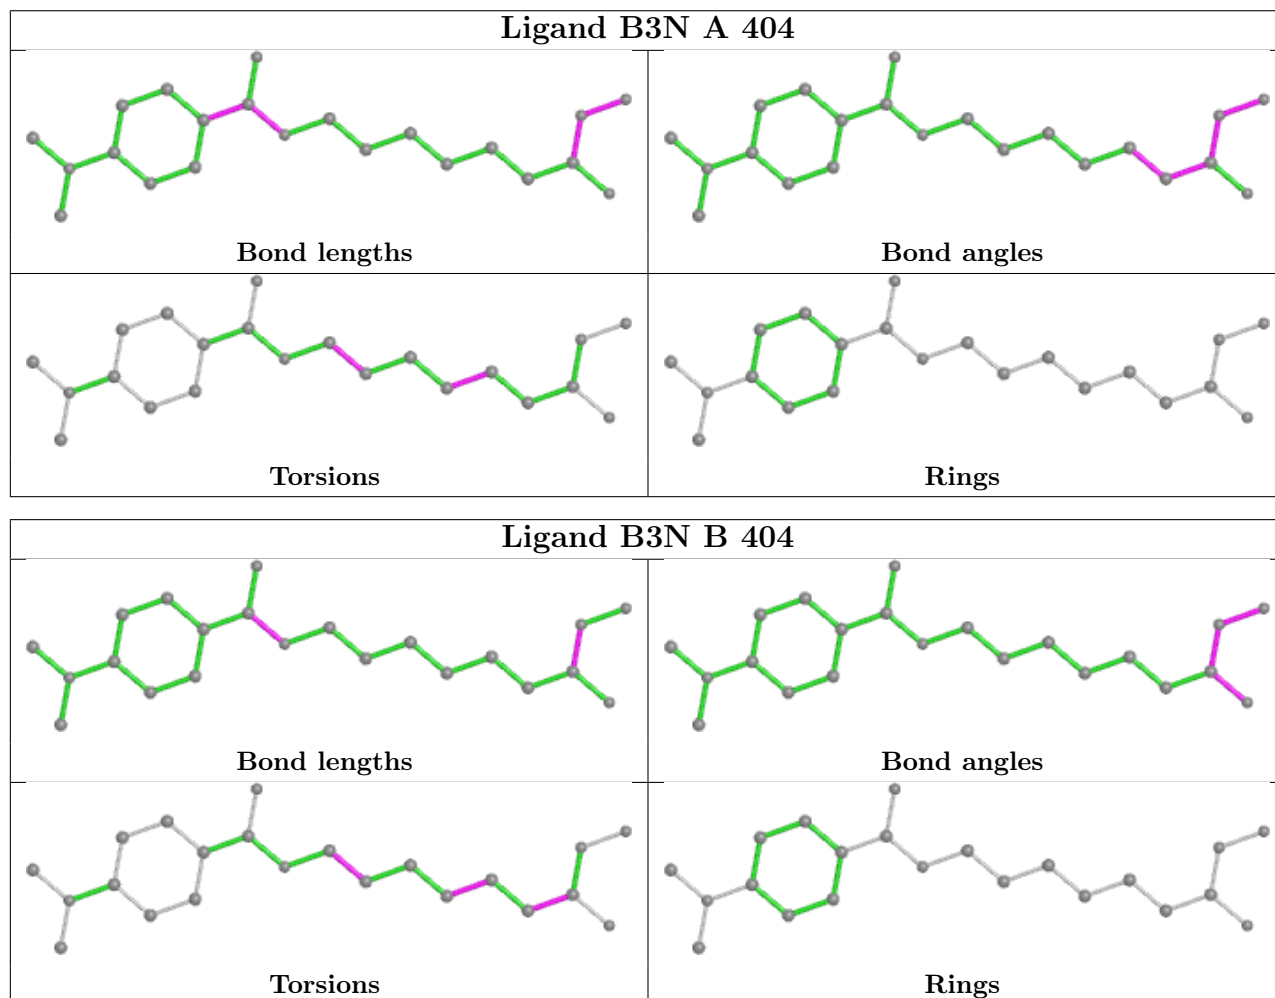 Ligand B3N A 404
Bond lengths
Bond angles
Torsions
Rings
Ligand B3N B 404
Bond lengths
Bond angles
Torsions
Rings